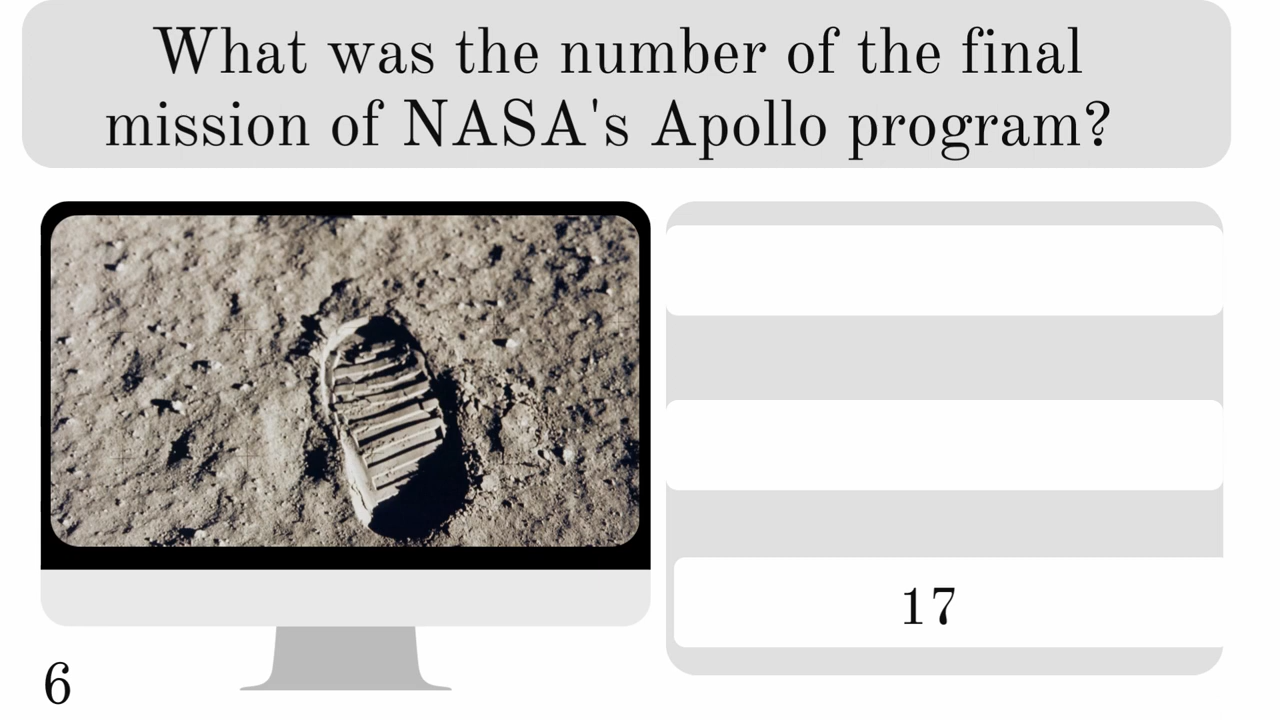 What was the number of the final
mission of NASA's Apollo program?
17
6